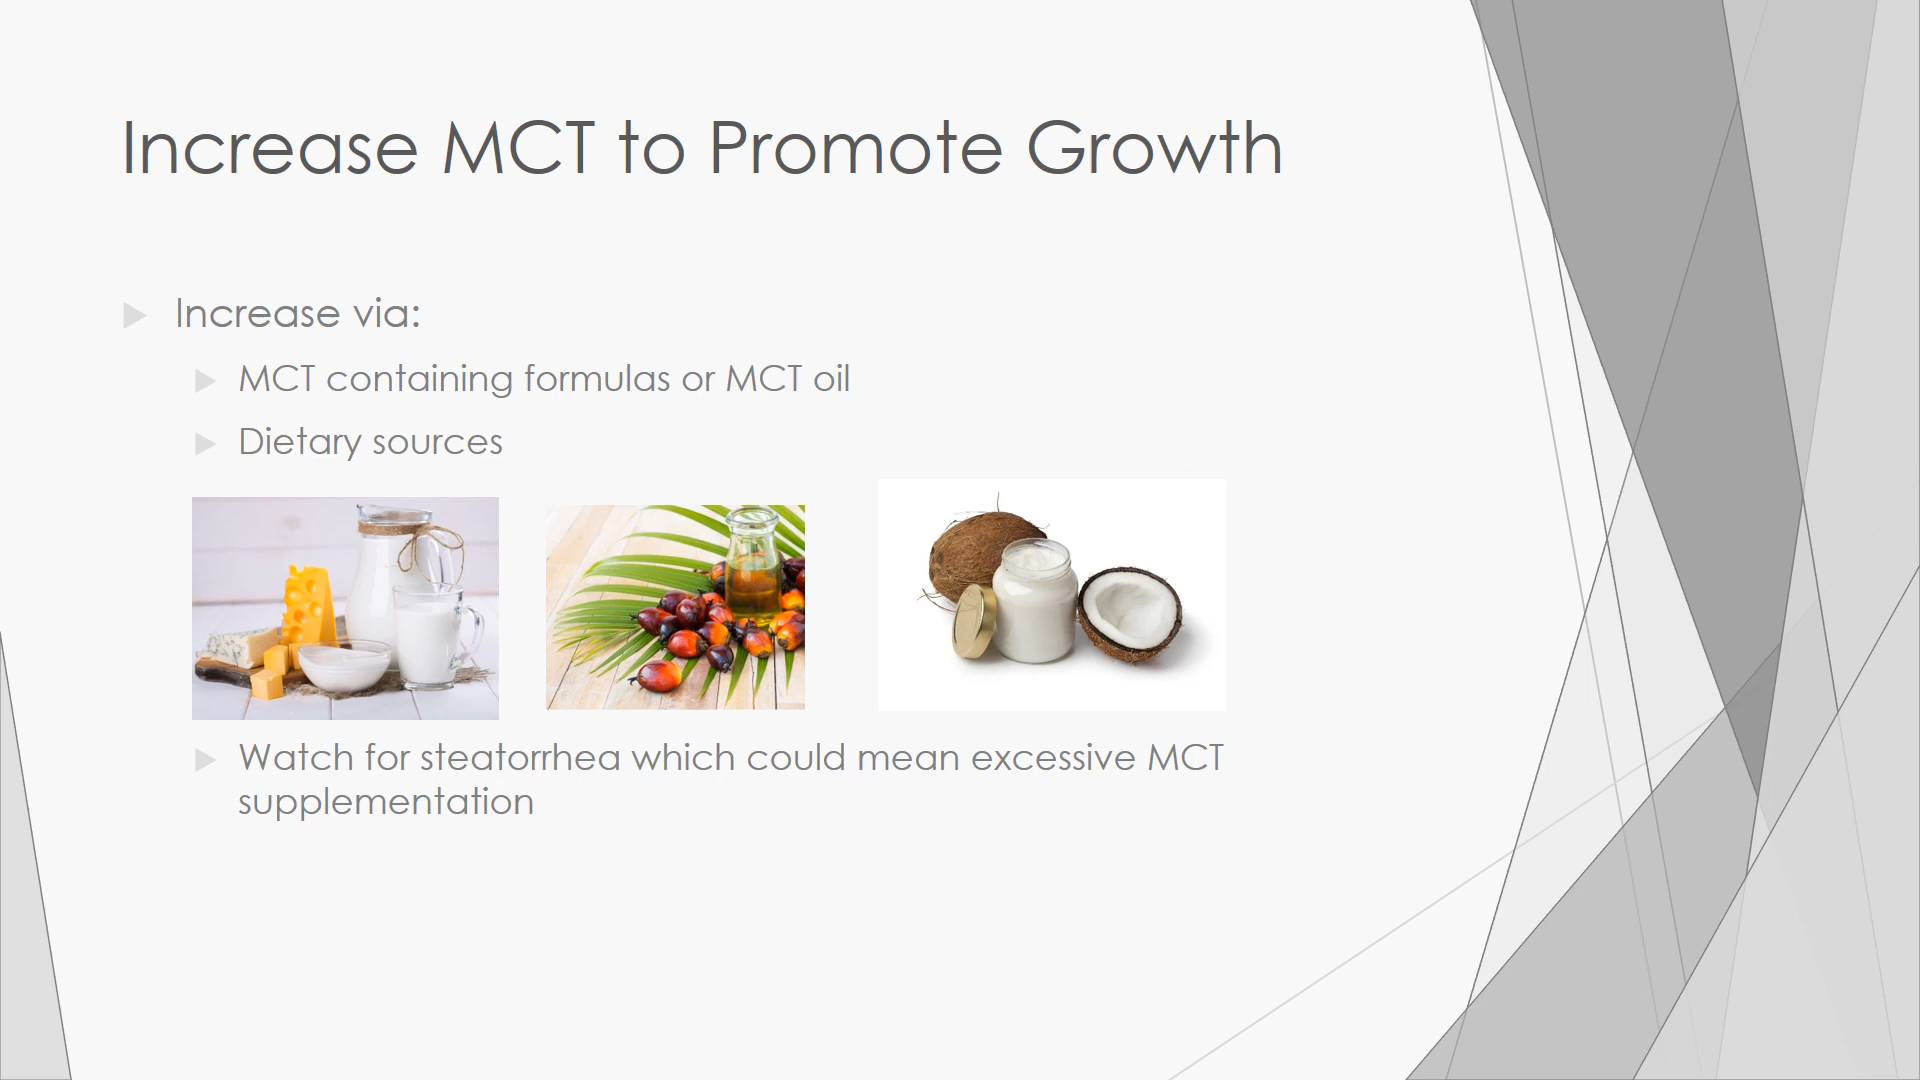 Increase MCT to Promote Growth
Increase via:
MCT containing formulas or MCT oil
Dietary sources
Watch for steatorrhea which could mean excessive MCT
supplementation